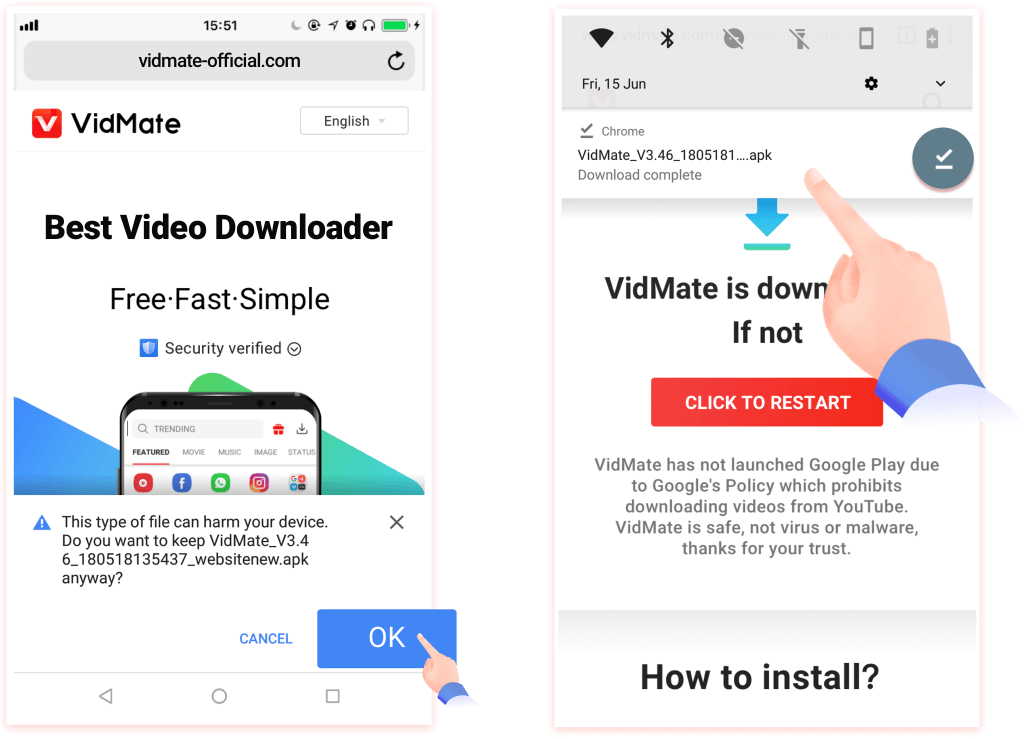 15:51
vidmate-official.com
VidMate
English
Best Video Downloader
Free·Fast·Simple
Security verified
TRENDING
FEATURED MOVIE MUSIC IMAGE STATUS
This type of file can harm your device.
Do you want to keep VidMate_V3.4
6_180518135437_websitenew.apk
anyway?
CANCEL
OK
Fri, 15 Jun
Chrome
VidMate_V3.46_1805181....apk
Download complete
VidMate is down
If not
CLICK TO RESTART
VidMate has not launched Google Play due
to Google's Policy which prohibits
downloading videos from YouTube.
VidMate is safe, not virus or malware,
thanks for your trust.
How to install?